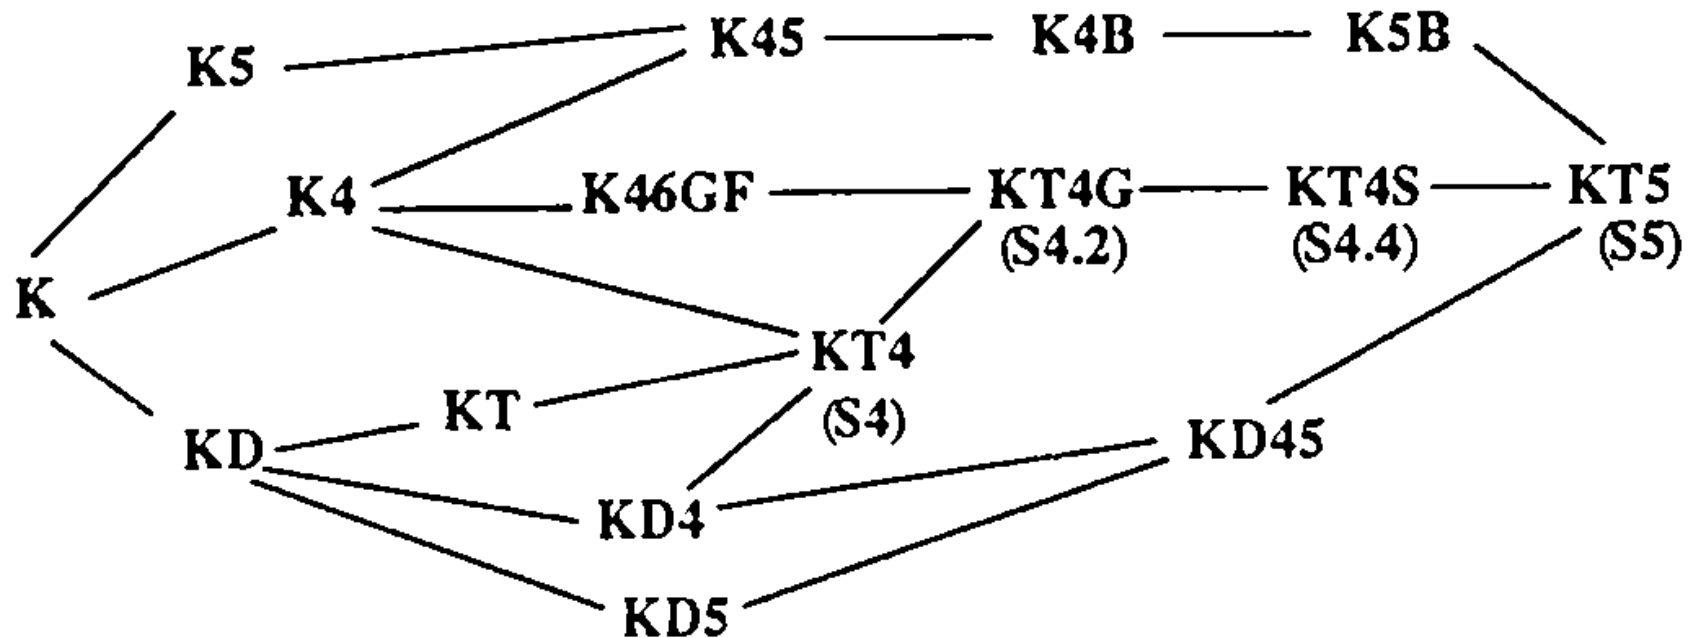 K5 K45 K4B K5B
K4 K46GF KT4G KT4S KT5
(S4.2) (S4.4) (S5)
K
KT4
(S4)
KT
KD KD45
KD4
KD5